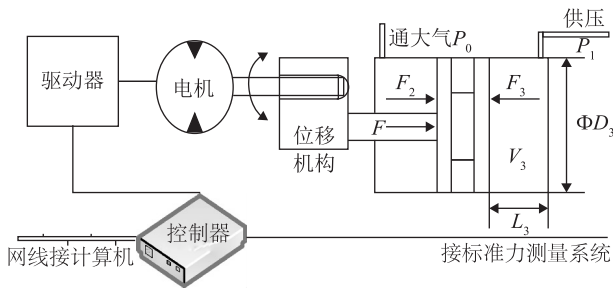 供压
通大气P₀
P₁
驱动器
电机
F₂
F₃
位移
机构
F
ΦD₃
V₃
L₃
控制器
网线接计算机
接标准力测量系统